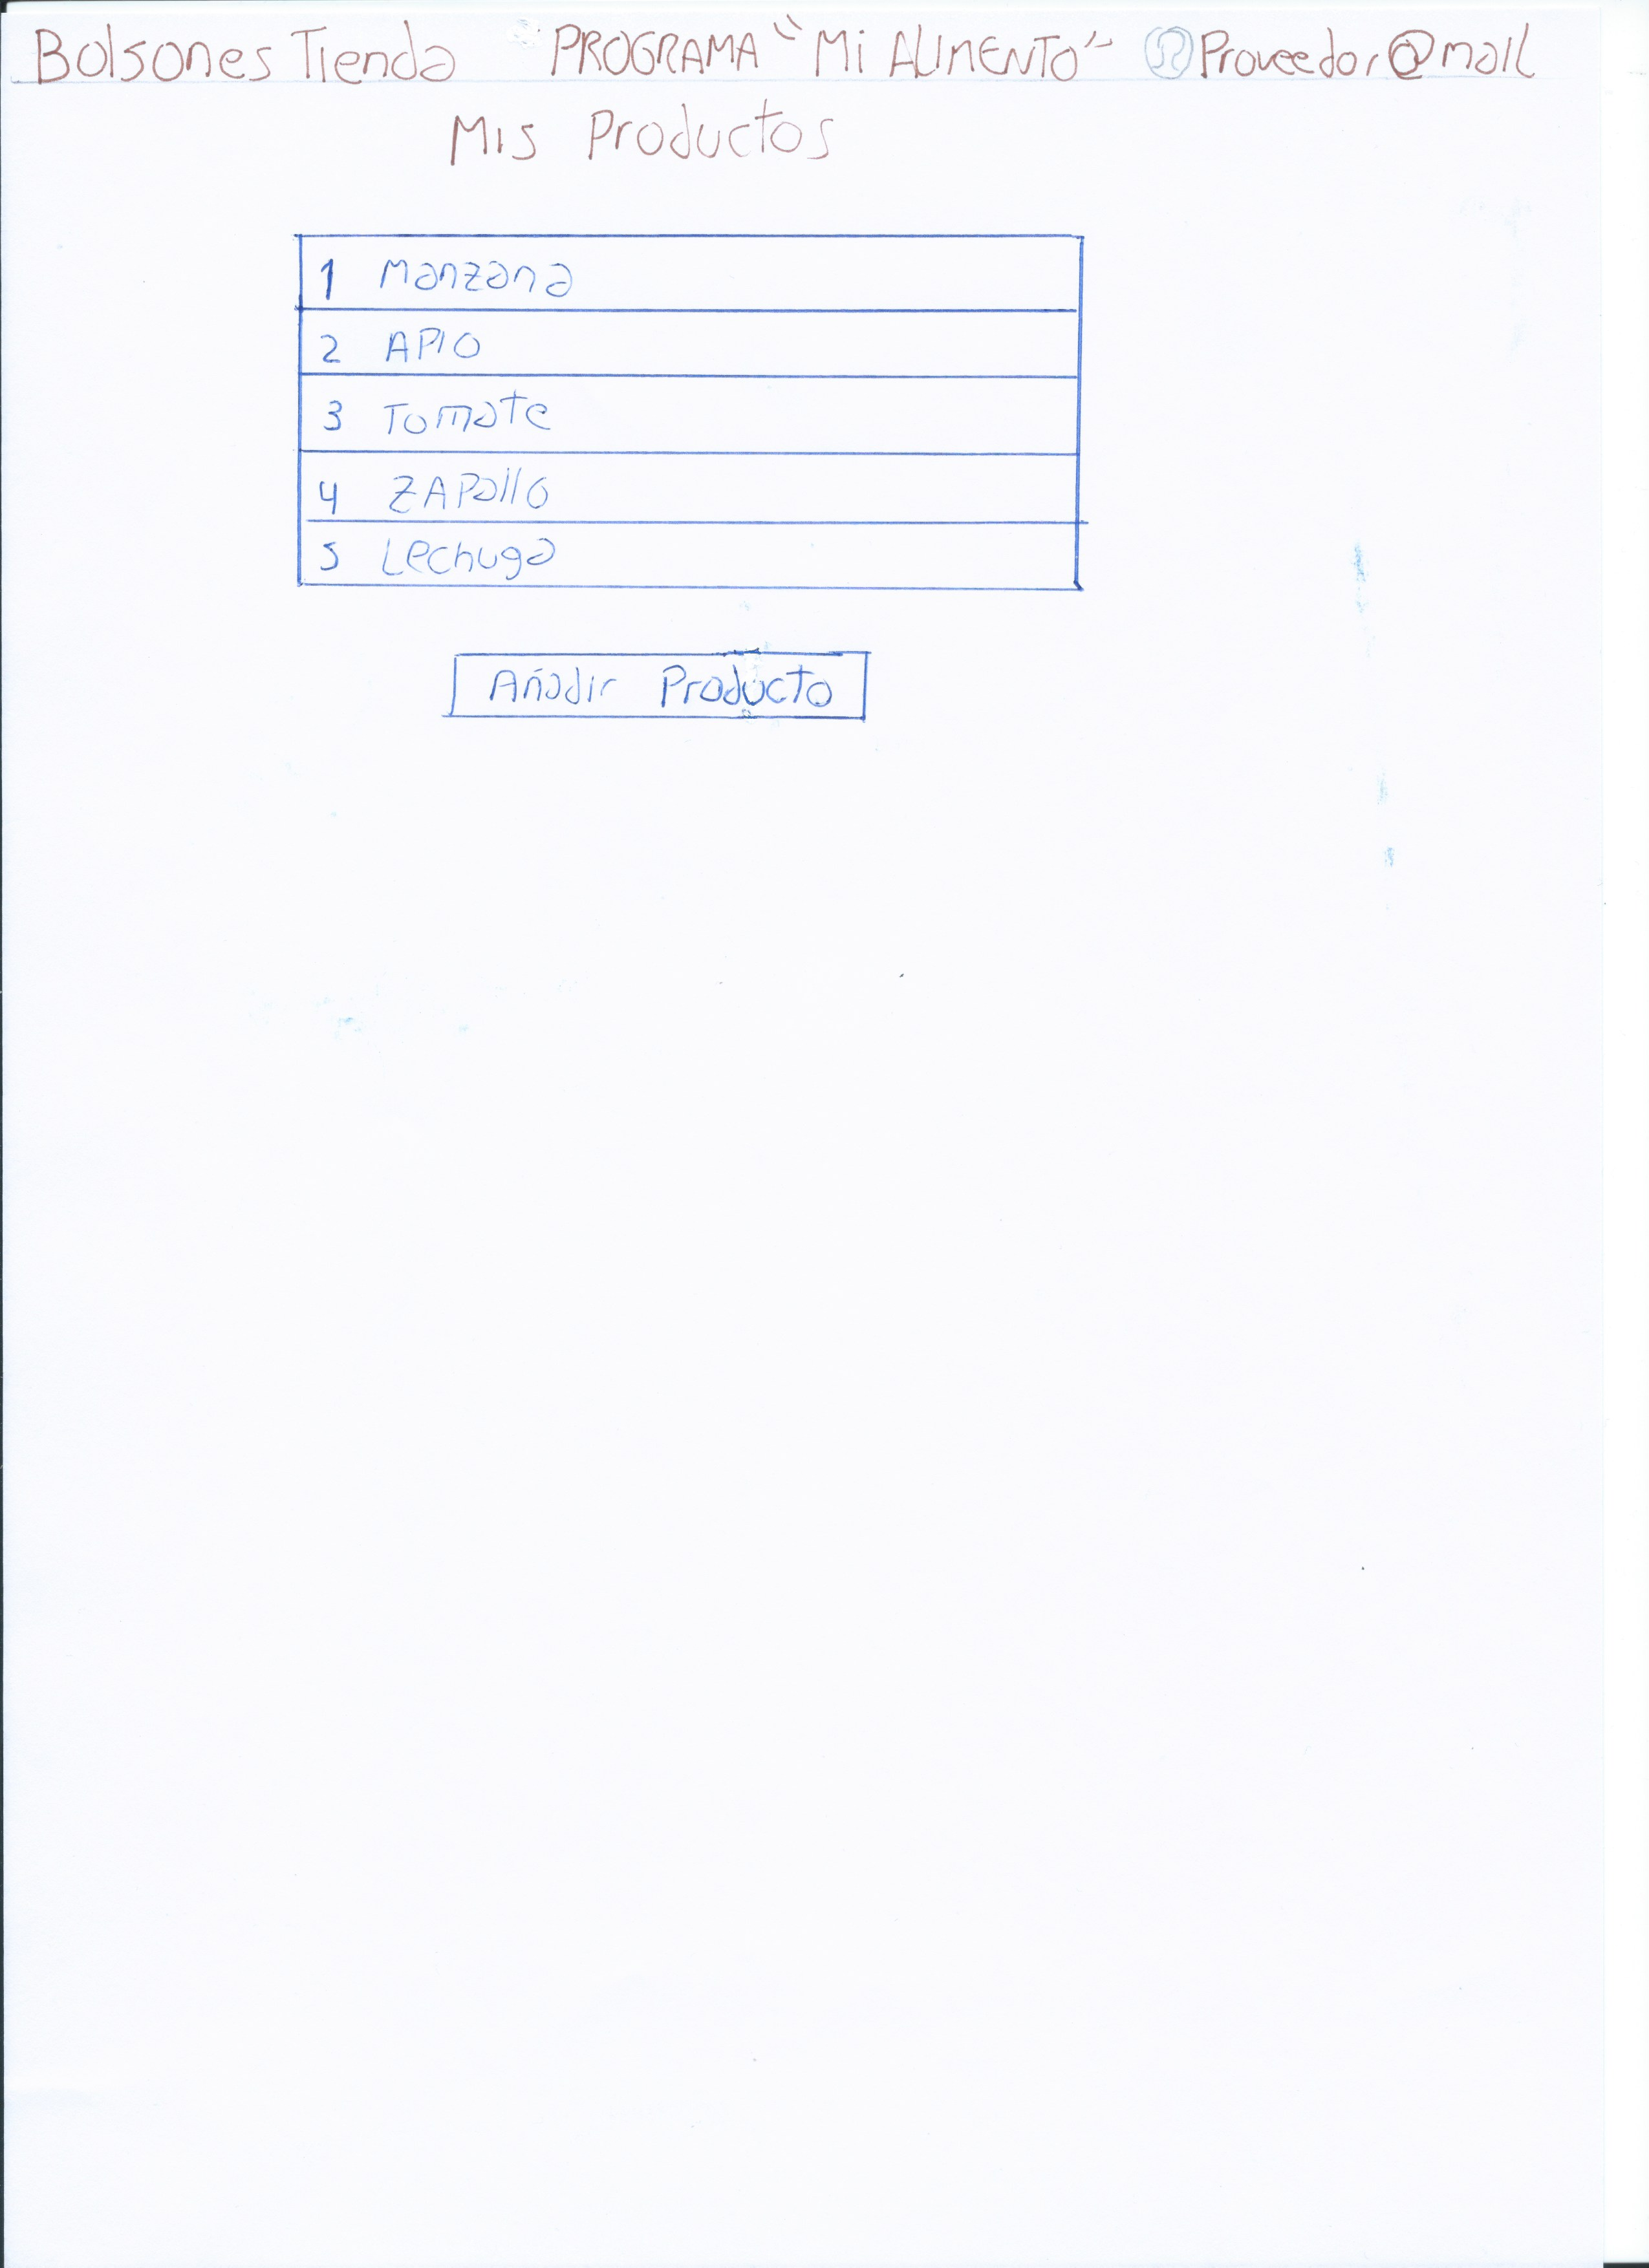 Bolsones Tienda PROGRAMA "Mi ALIMENTO" Proveedor@mail
Mis Productos
1 Manzana
2 APIO
3 Tomate
4 ZAPallo
5 Lechuga
Añadir Producto